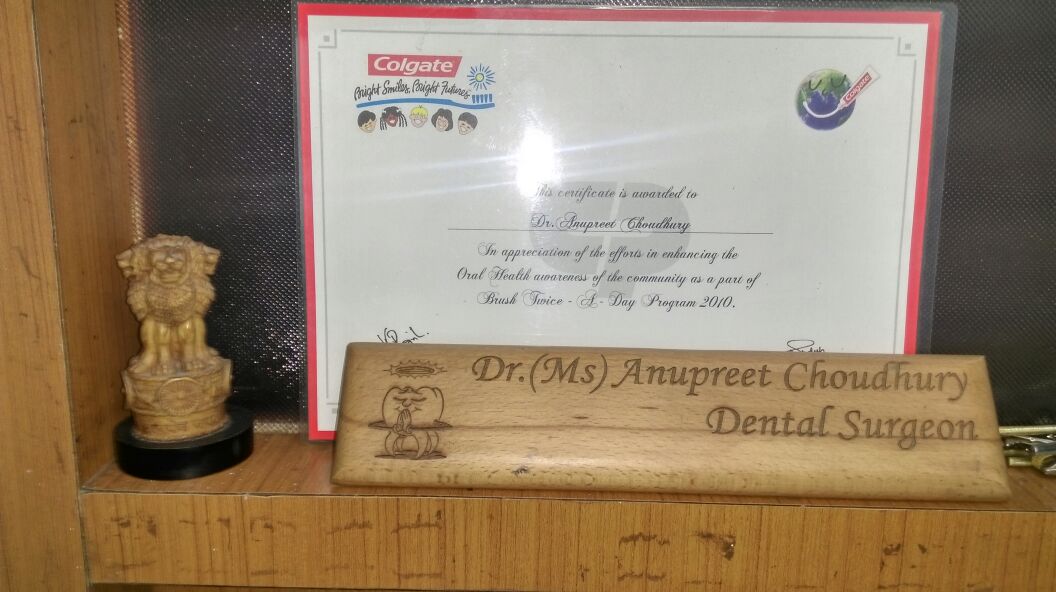 Colgate
Bright Smiles, Bright Futures
Colgate
This certificate is awarded to
Dr. Anupreet Choudhury
In appreciation of the efforts in enhancing the
Oral Health awareness of the community as a part of
Brush Twice - A - Day Program 2010.
Dr.(Ms) Anupreet Choudhury
Dental Surgeon